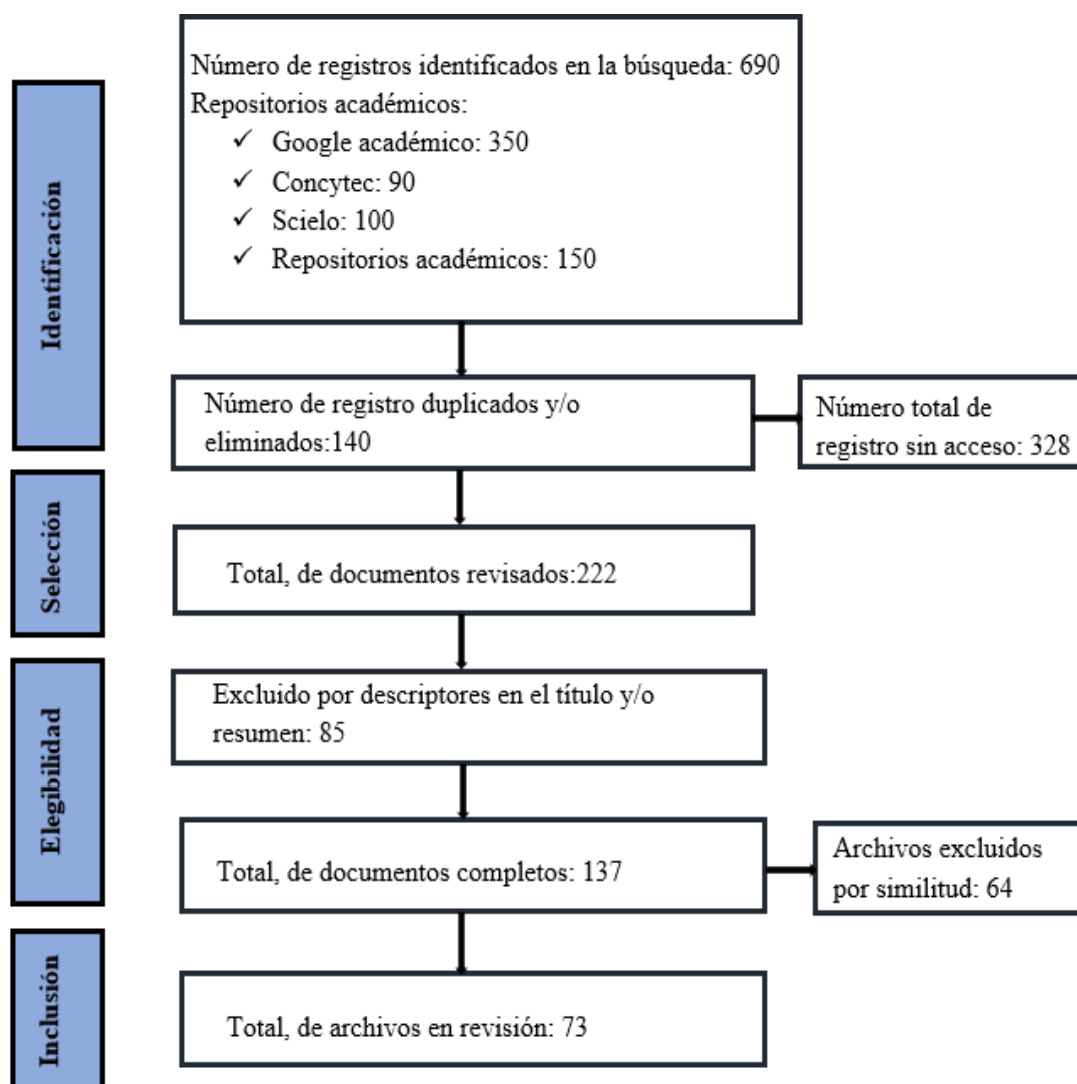 Identificación
Número de registros identificados en la búsqueda: 690
Repositorios académicos:
✓ Google académico: 350
✓ Concytec: 90
✓ Scielo: 100
✓ Repositorios académicos: 150
Número de registro duplicados y/o
eliminados:140
Número total de
registro sin acceso: 328
Selección
Total, de documentos revisados:222
Elegibilidad
Excluido por descriptores en el título y/o
resumen: 85
Total, de documentos completos: 137
Archivos excluidos
por similitud: 64
Inclusión
Total, de archivos en revisión: 73